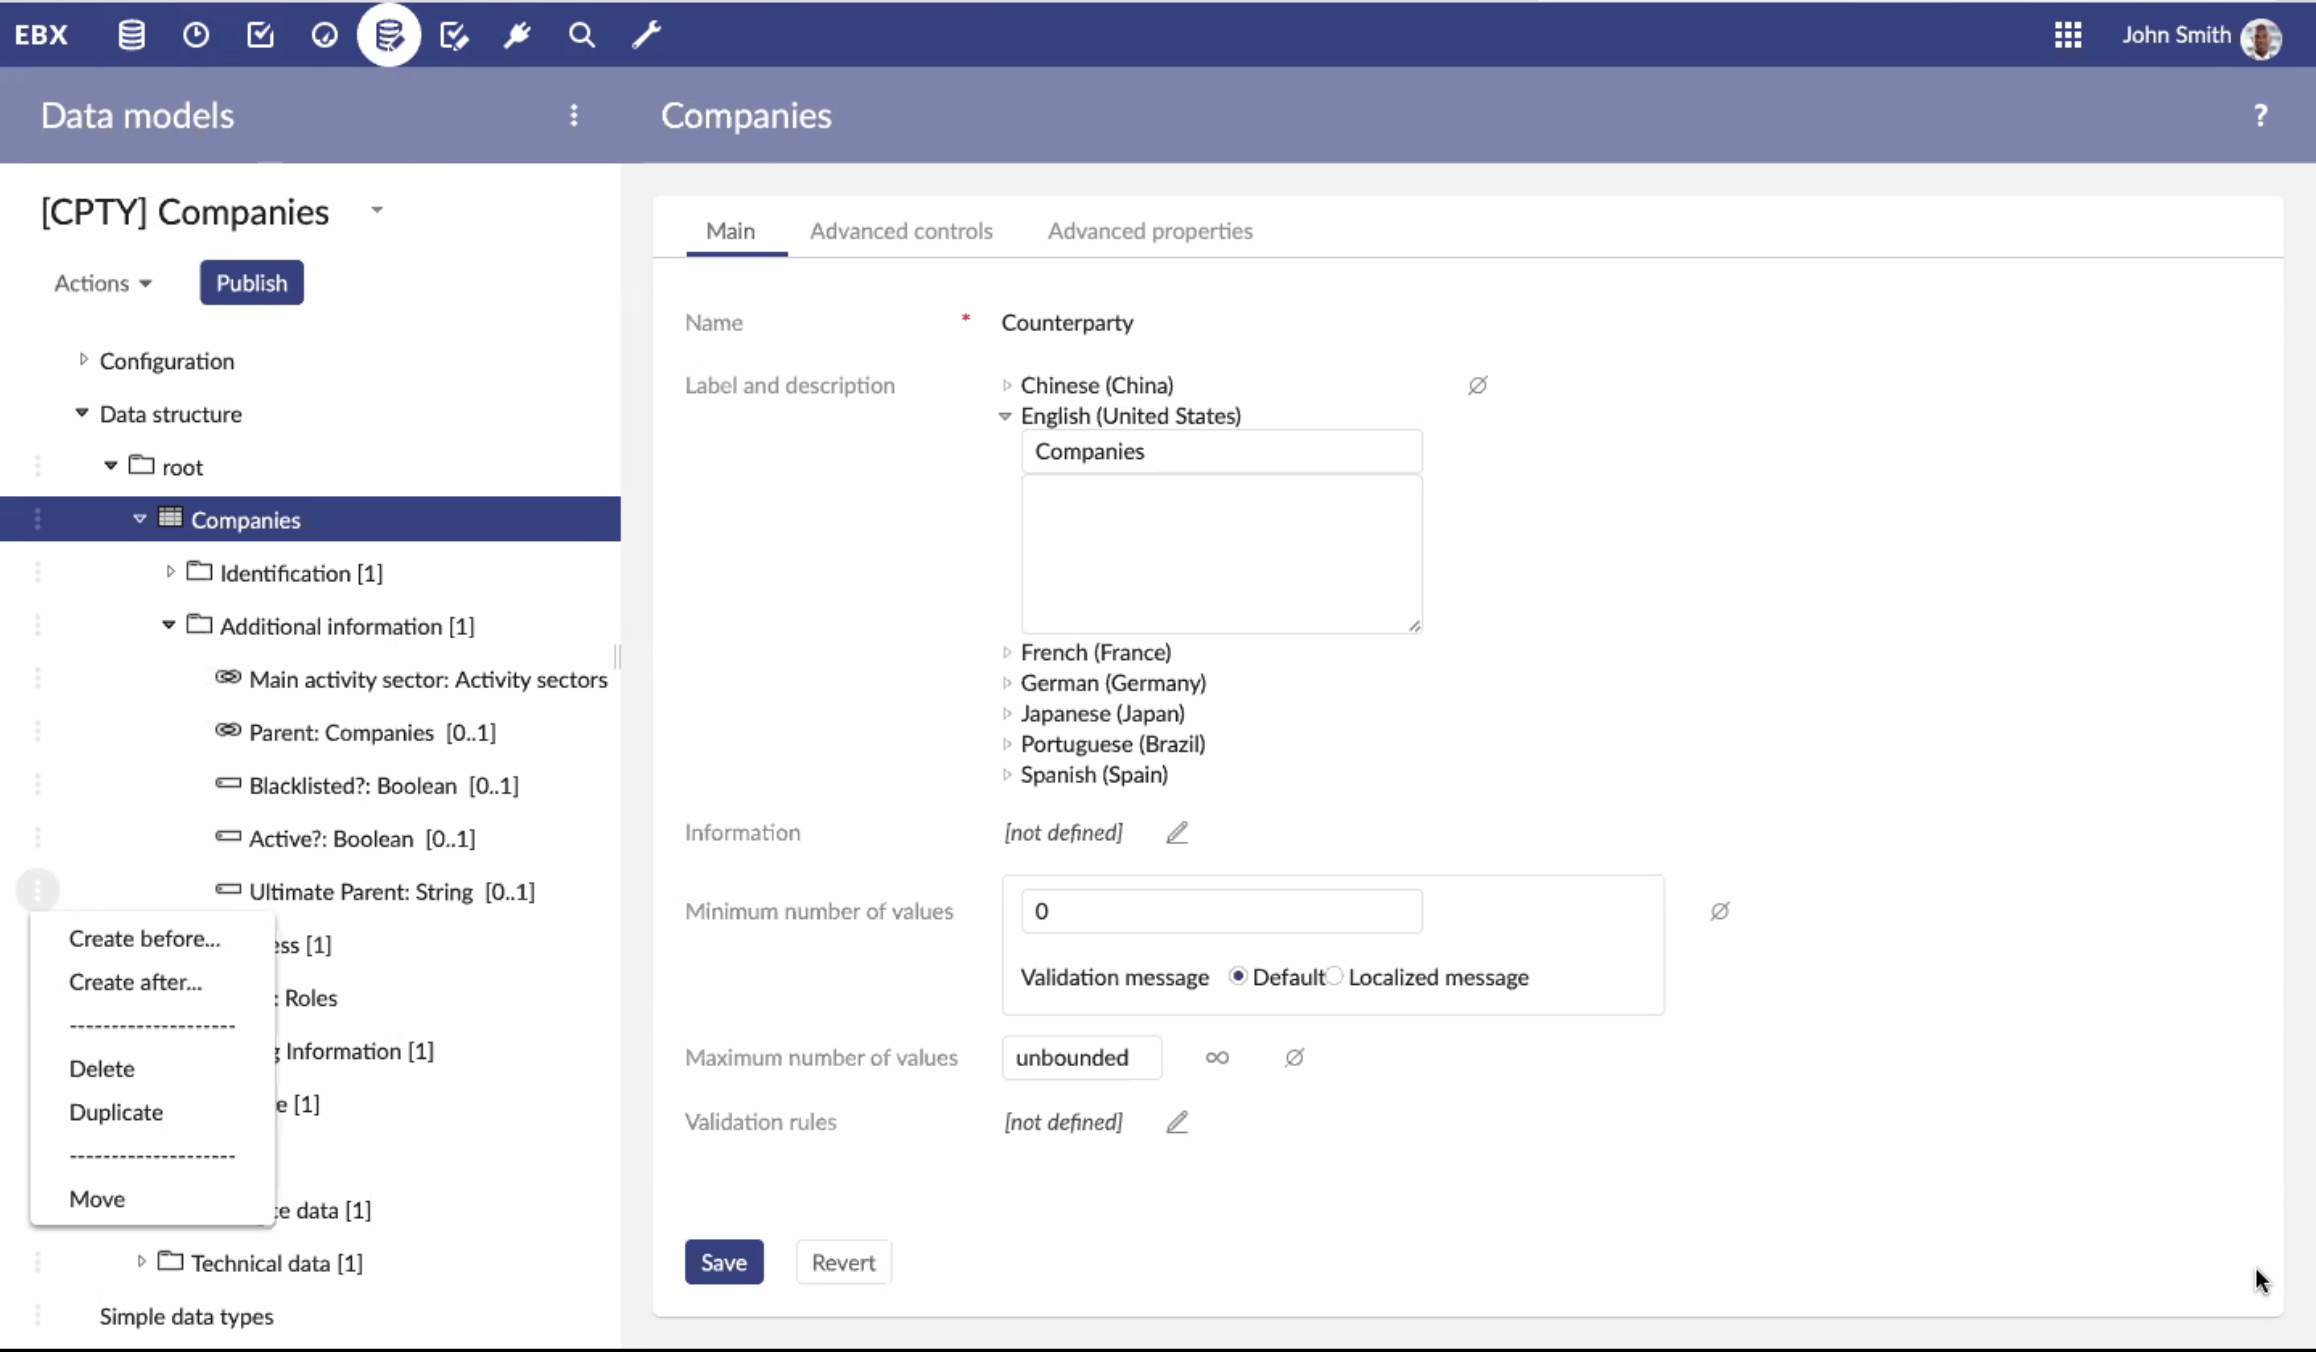 EBX
John Smith
Data models
Companies
?
[CPTY] Companies
Actions
Publish
Configuration
Data structure
root
Companies
Identification [1]
Additional information [1]
Main activity sector: Activity sectors
Parent: Companies [0..1]
Blacklisted?: Boolean [0..1]
Active?: Boolean [0..1]
Ultimate Parent: String [0..1]
Create before...
Create after...
--------------------
Delete
Duplicate
--------------------
Move
ess [1]
: Roles
g Information [1]
e [1]
data [1]
Technical data [1]
Simple data types
Main
Advanced controls
Advanced properties
Name * Counterparty
Label and description
Chinese (China)
English (United States)
Companies
French (France)
German (Germany)
Japanese (Japan)
Portuguese (Brazil)
Spanish (Spain)
Information
[not defined]
Minimum number of values
0
Validation message Default Localized message
Maximum number of values
unbounded
∞
Validation rules
[not defined]
Save
Revert